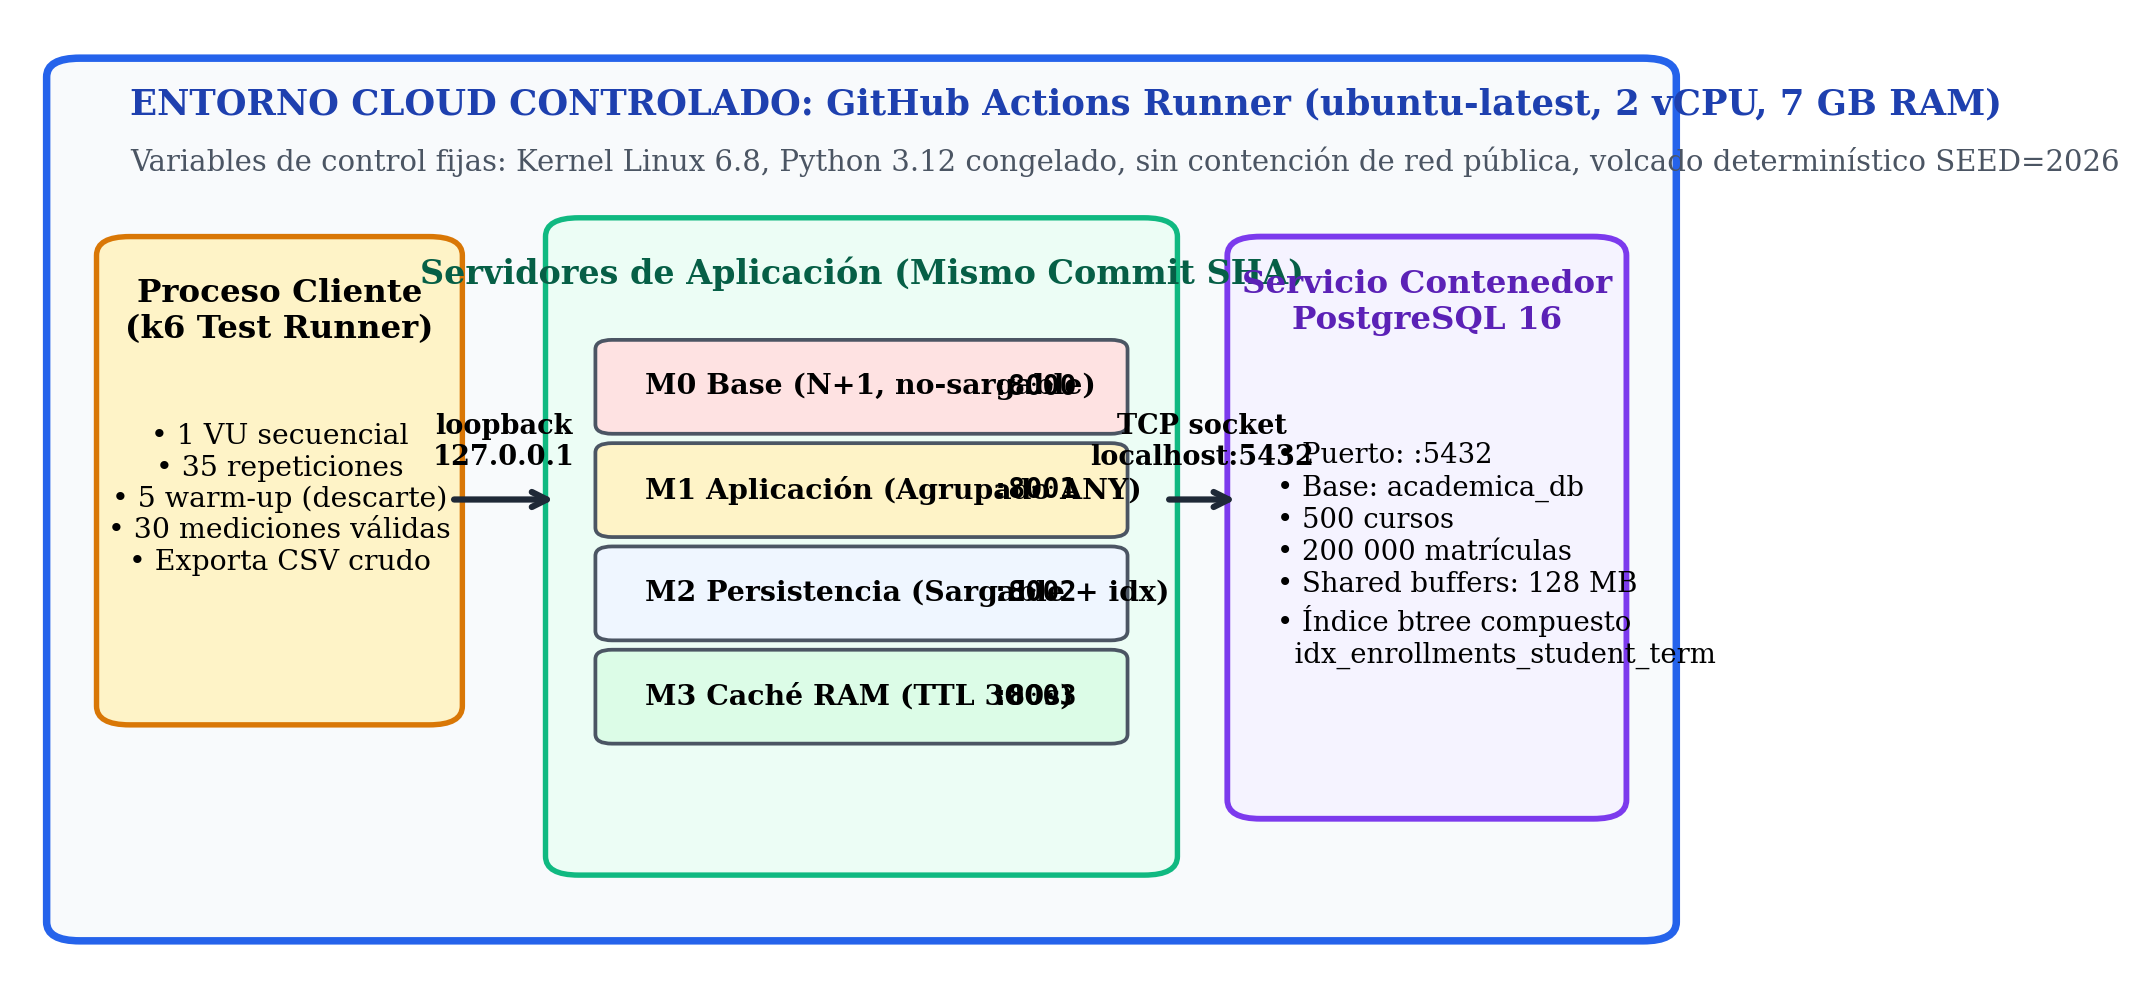 ENTORNO CLOUD CONTROLADO: GitHub Actions Runner (ubuntu-latest, 2 vCPU, 7 GB RAM)
Variables de control fijas: Kernel Linux 6.8, Python 3.12 congelado, sin contención de red pública, volcado determinístico SEED=2026
Proceso Cliente
(k6 Test Runner)
• 1 VU secuencial
• 35 repeticiones
• 5 warm-up (descarte)
• 30 mediciones válidas
• Exporta CSV crudo
loopback
127.0.0.1
Servidores de Aplicación (Mismo Commit SHA)
M0 Base (N+1, no-sargable)
:8000
M1 Aplicación (Agrupado ANY)
:8001
M2 Persistencia (Sargable + idx)
:8002
M3 Caché RAM (TTL 300s)
:8003
TCP socket
localhost:5432
Servicio Contenedor
PostgreSQL 16
• Puerto: :5432
• Base: academica_db
• 500 cursos
• 200 000 matrículas
• Shared buffers: 128 MB
• Índice btree compuesto
idx_enrollments_student_term